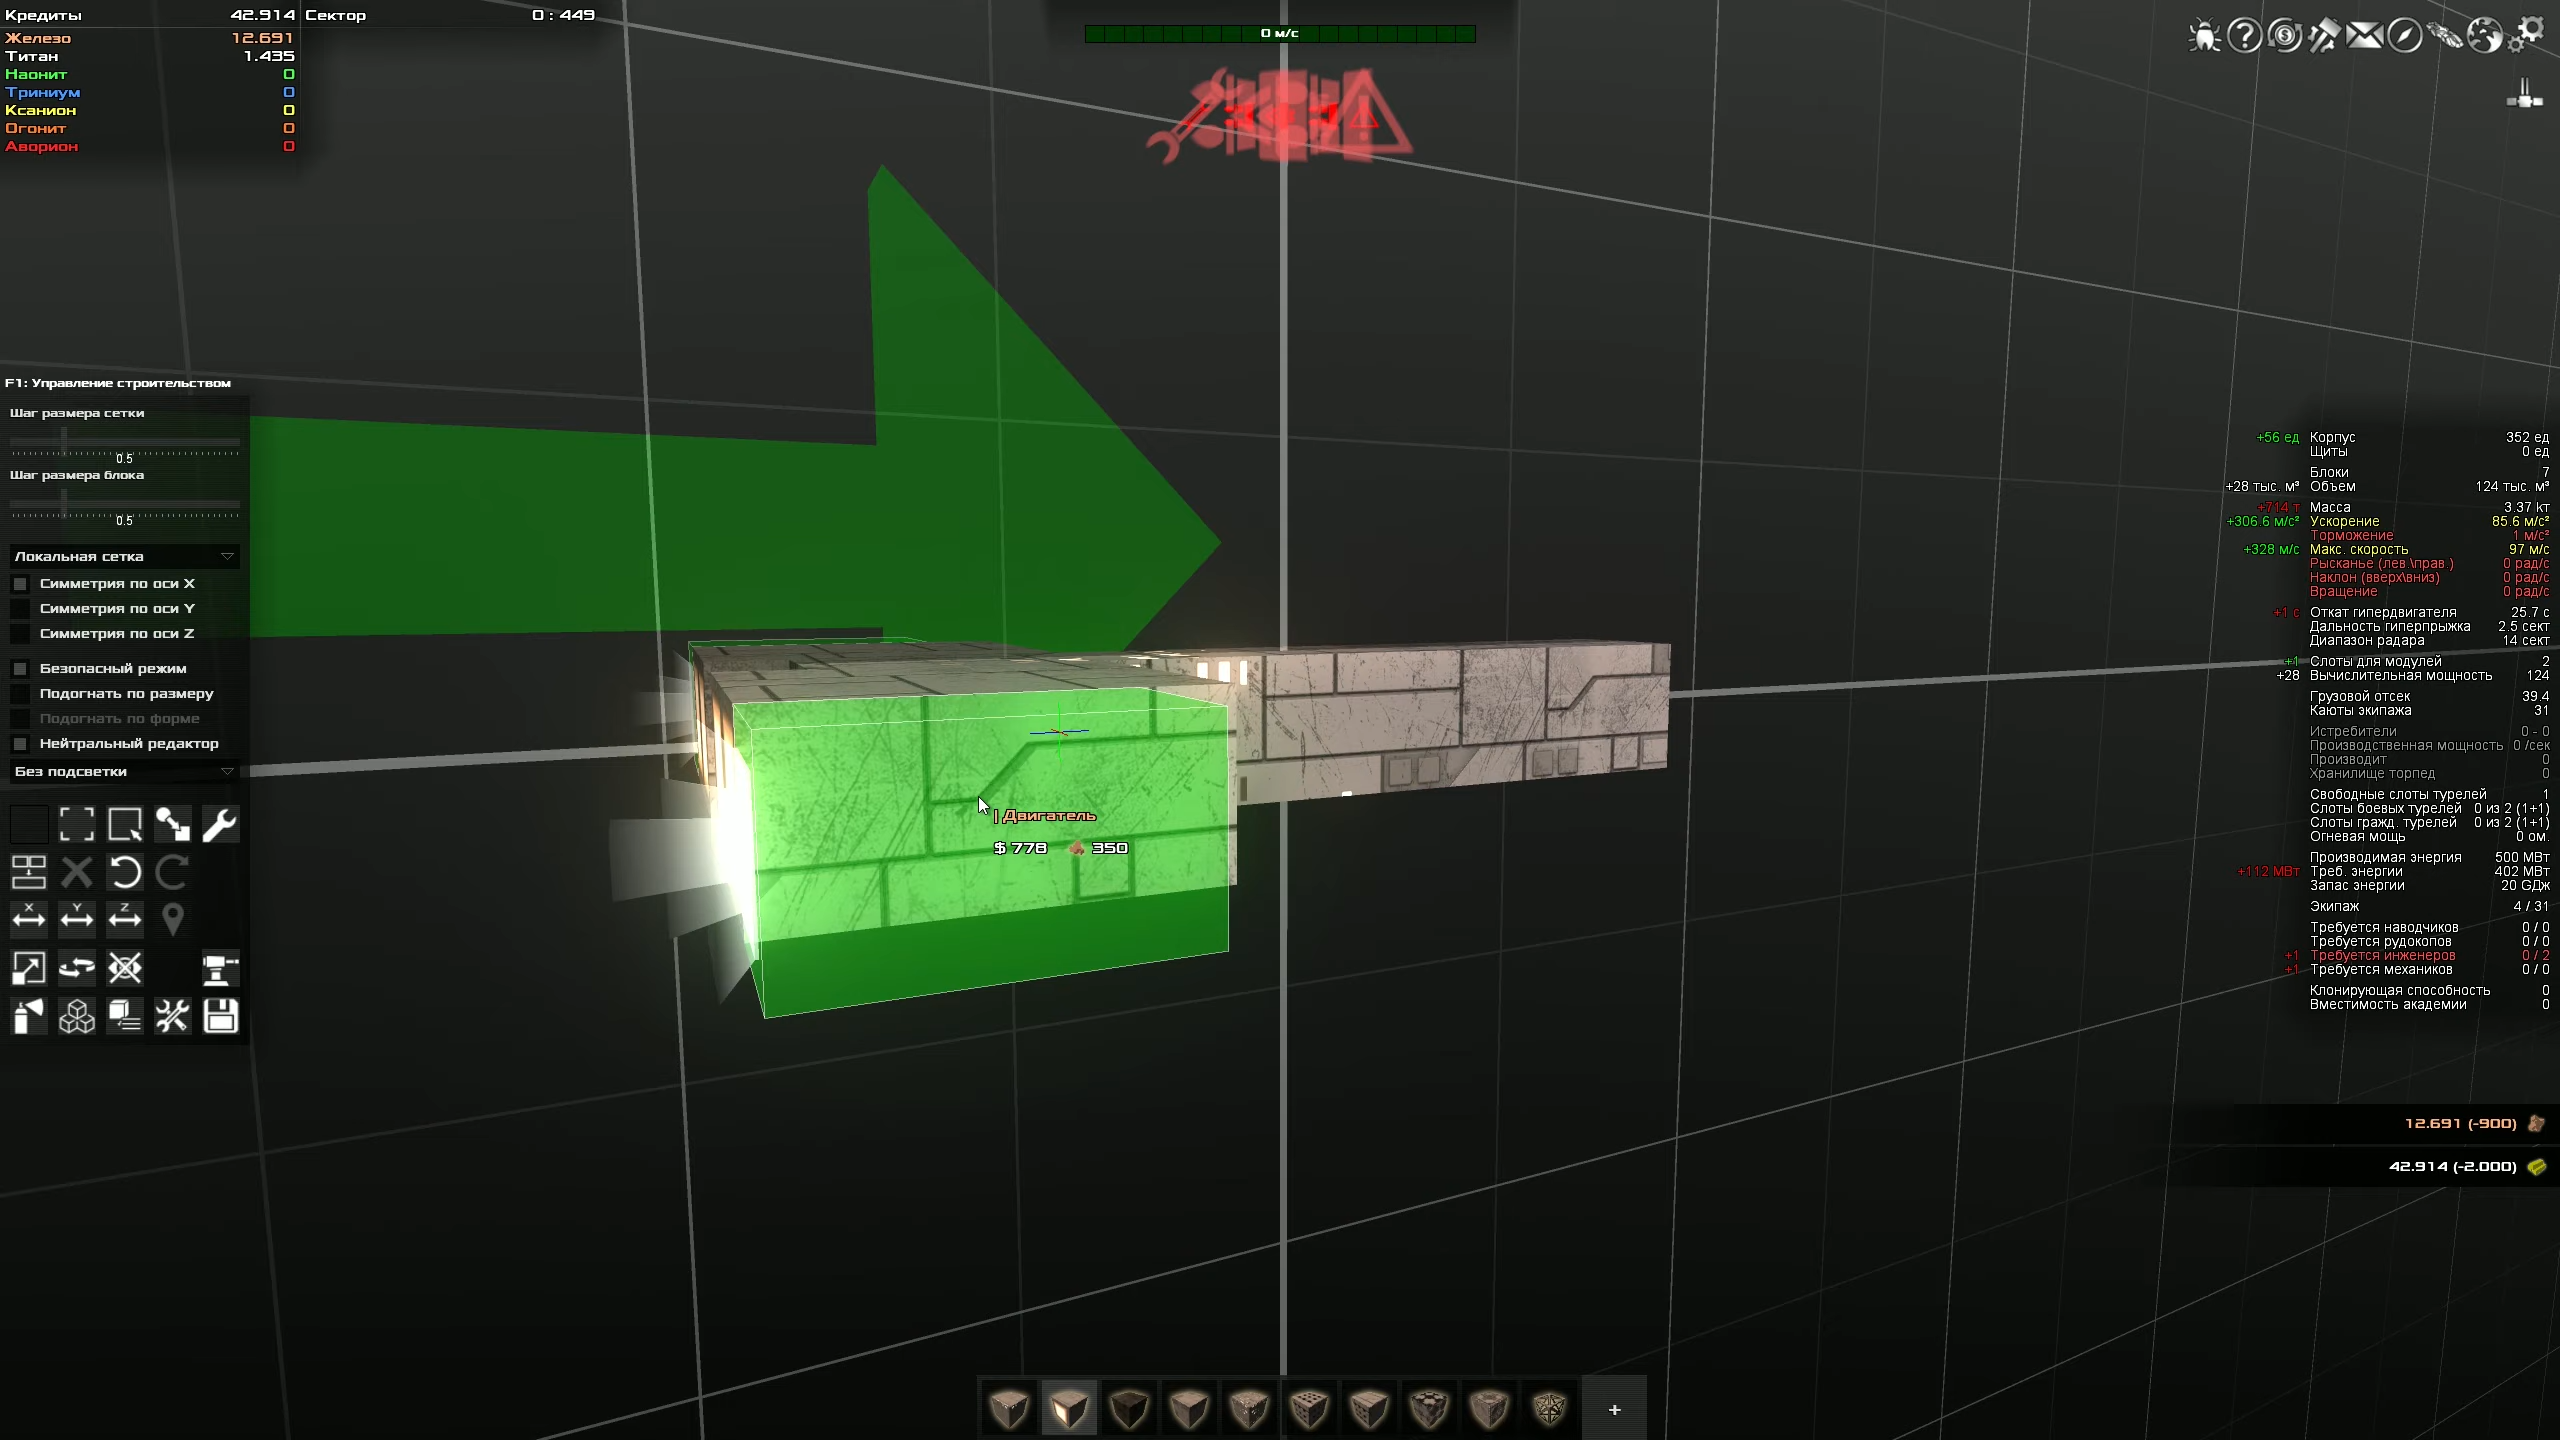 Кредиты 42.914
Сектор 0 : 449
Железо 12.691
Титан 1.435
Наонит 0
Триниум 0
Ксанион 0
Огонит 0
Аворион 0
0 м/с
F1: Управление строительством
Шаг размера сетки
0.5
Шаг размера блока
0.5
Локальная сетка
Симметрия по оси X
Симметрия по оси Y
Симметрия по оси Z
Безопасный режим
Подогнать по размеру
Подогнать по форме
Нейтральный редактор
Без подсветки
X Y Z
| Двигатель
$ 778 350
+56 ед Корпус 352 ед
Щиты 0 ед
Блоки 7
+28 тыс. м³ Объем 124 тыс. м³
+714 т Масса 3.37 kт
+306.6 м/с² Ускорение 85.6 м/с²
Торможение 1 м/с²
+328 м/с Макс. скорость 97 м/с
Рысканье (лев.\прав.) 0 рад/с
Наклон (вверх\вниз) 0 рад/с
Вращение 0 рад/с
+1 с Откат гипердвигателя 25.7 с
Дальность гиперпрыжка 2.5 сект
Диапазон радара 14 сект
+1 Слоты для модулей 2
+28 Вычислительная мощность 124
Грузовой отсек 39.4
Каюты экипажа 31
Истребители 0 - 0
Производственная мощность 0 /сек
Производит 0
Хранилище торпед 0
Свободные слоты турелей 1
Слоты боевых турелей 0 из 2 (1+1)
Слоты гражд. турелей 0 из 2 (1+1)
Огневая мощь 0 ом.
Производимая энергия 500 МВт
+112 МВт Треб. энергии 402 МВт
Запас энергии 20 GДж
Экипаж 4 / 31
Требуется наводчиков 0 / 0
Требуется рудокопов 0 / 0
+1 Требуется инженеров 0 / 2
+1 Требуется механиков 0 / 0
Клонирующая способность 0
Вместимость академии 0
12.691 (-900)
42.914 (-2.000)
+